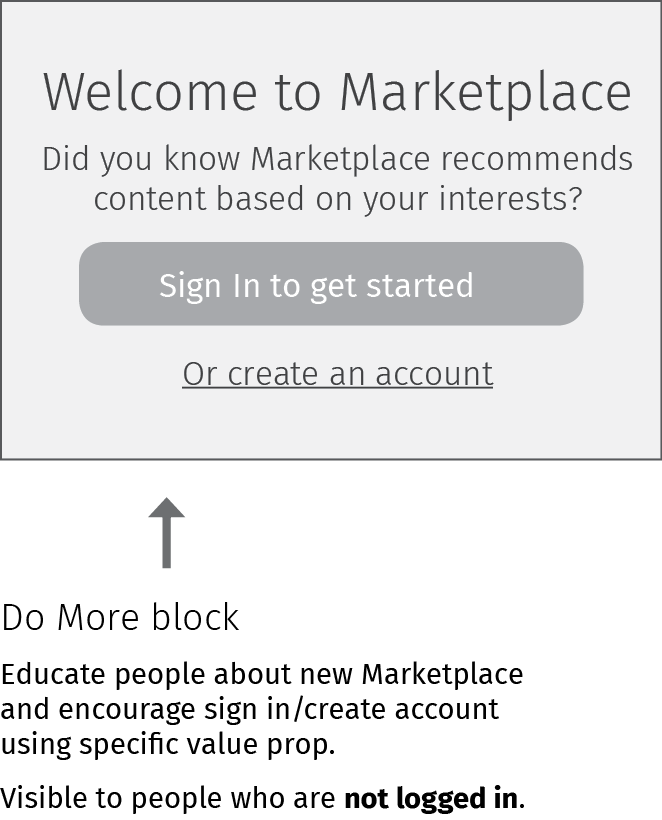 Welcome to Marketplace
Did you know Marketplace recommends
content based on your interests?
Sign In to get started
Or create an account
Do More block
Educate people about new Marketplace
and encourage sign in/create account
using specific value prop.
Visible to people who are not logged in.